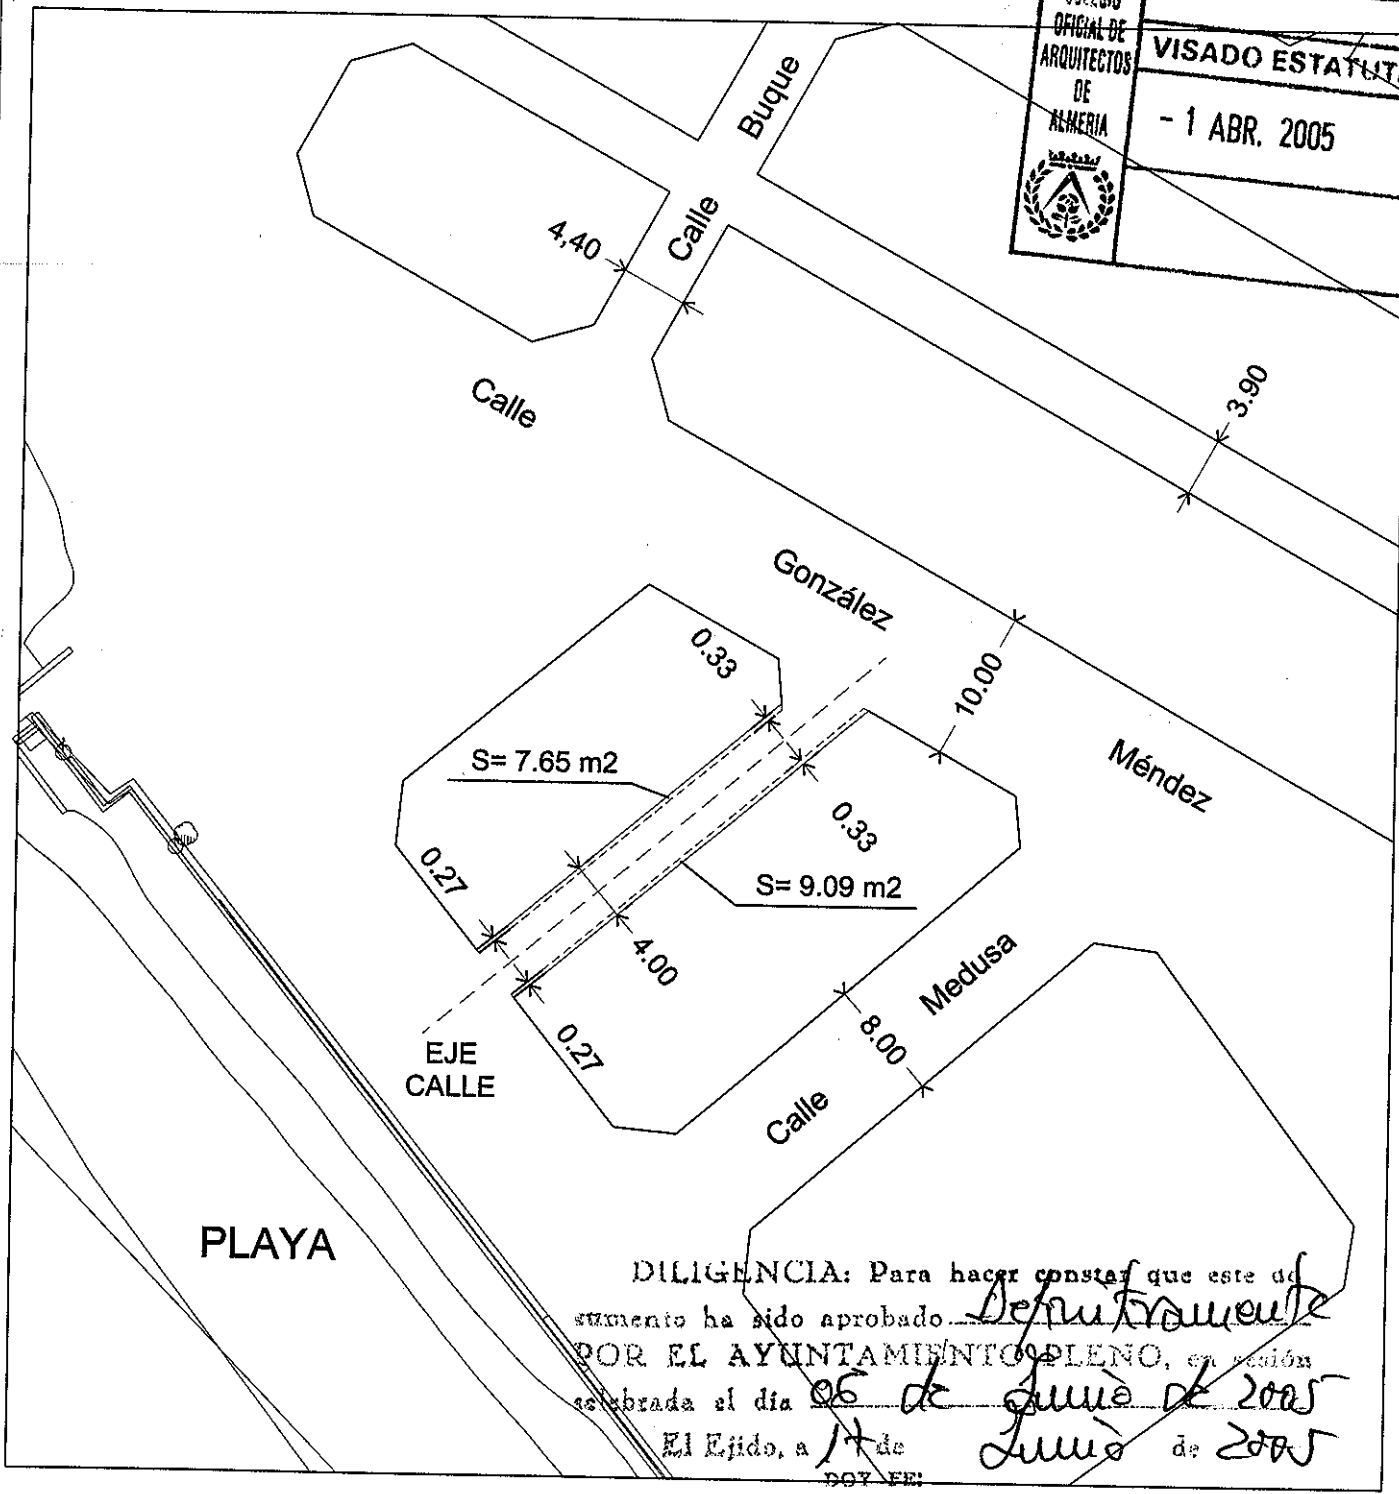 COLEGIO
OFICIAL DE
ARQUITECTOS
DE
ALMERIA
VISADO ESTATUT
- 1 ABR. 2005
Buque
Calle
4,40
Calle
3.90
González
0.33
10.00
Méndez
S= 7.65 m2
0.33
0.27
S= 9.09 m2
4.00
Medusa
8.00
0.27
EJE
CALLE
Calle
PLAYA
DILIGENCIA: Para hacer constar que este do
cumento ha sido aprobado Definitivamente
POR EL AYUNTAMIENTO PLENO, en sesión
celebrada el día 06 de Junio de 2005
El Ejido, a 17 de Junio de 2005
DOY FE: